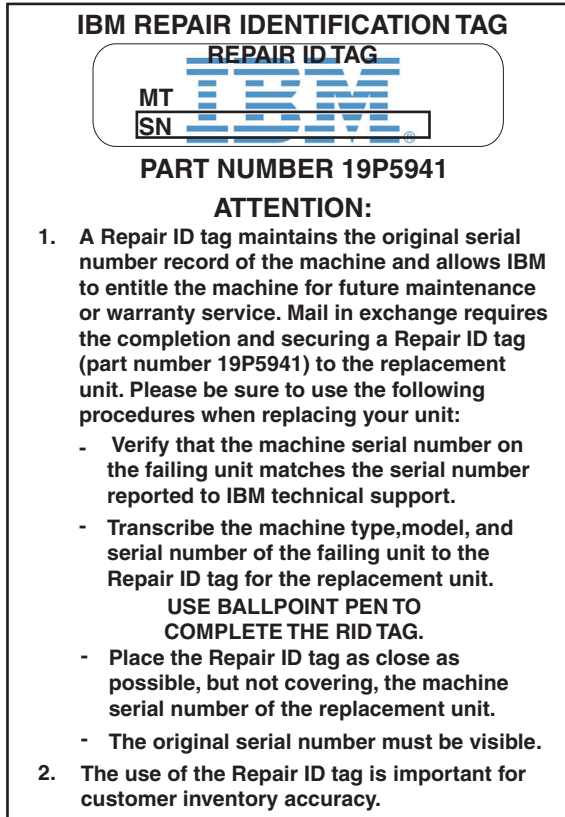 IBM REPAIR IDENTIFICATION TAG
REPAIR ID TAG
IBM
®
MT
SN
PART NUMBER 19P5941
ATTENTION:
1. A Repair ID tag maintains the original serial
number record of the machine and allows IBM
to entitle the machine for future maintenance
or warranty service. Mail in exchange requires
the completion and securing a Repair ID tag
(part number 19P5941) to the replacement
unit. Please be sure to use the following
procedures when replacing your unit:
- Verify that the machine serial number on
the failing unit matches the serial number
reported to IBM technical support.
- Transcribe the machine type,model, and
serial number of the failing unit to the
Repair ID tag for the replacement unit.
USE BALLPOINT PEN TO
COMPLETE THE RID TAG.
- Place the Repair ID tag as close as
possible, but not covering, the machine
serial number of the replacement unit.
- The original serial number must be visible.
2. The use of the Repair ID tag is important for
customer inventory accuracy.